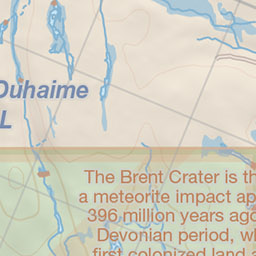 Duhaime
L
The Brent Crater is th
a meteorite impact ap
396 million years ago
Devonian period, wh
first colonized land a